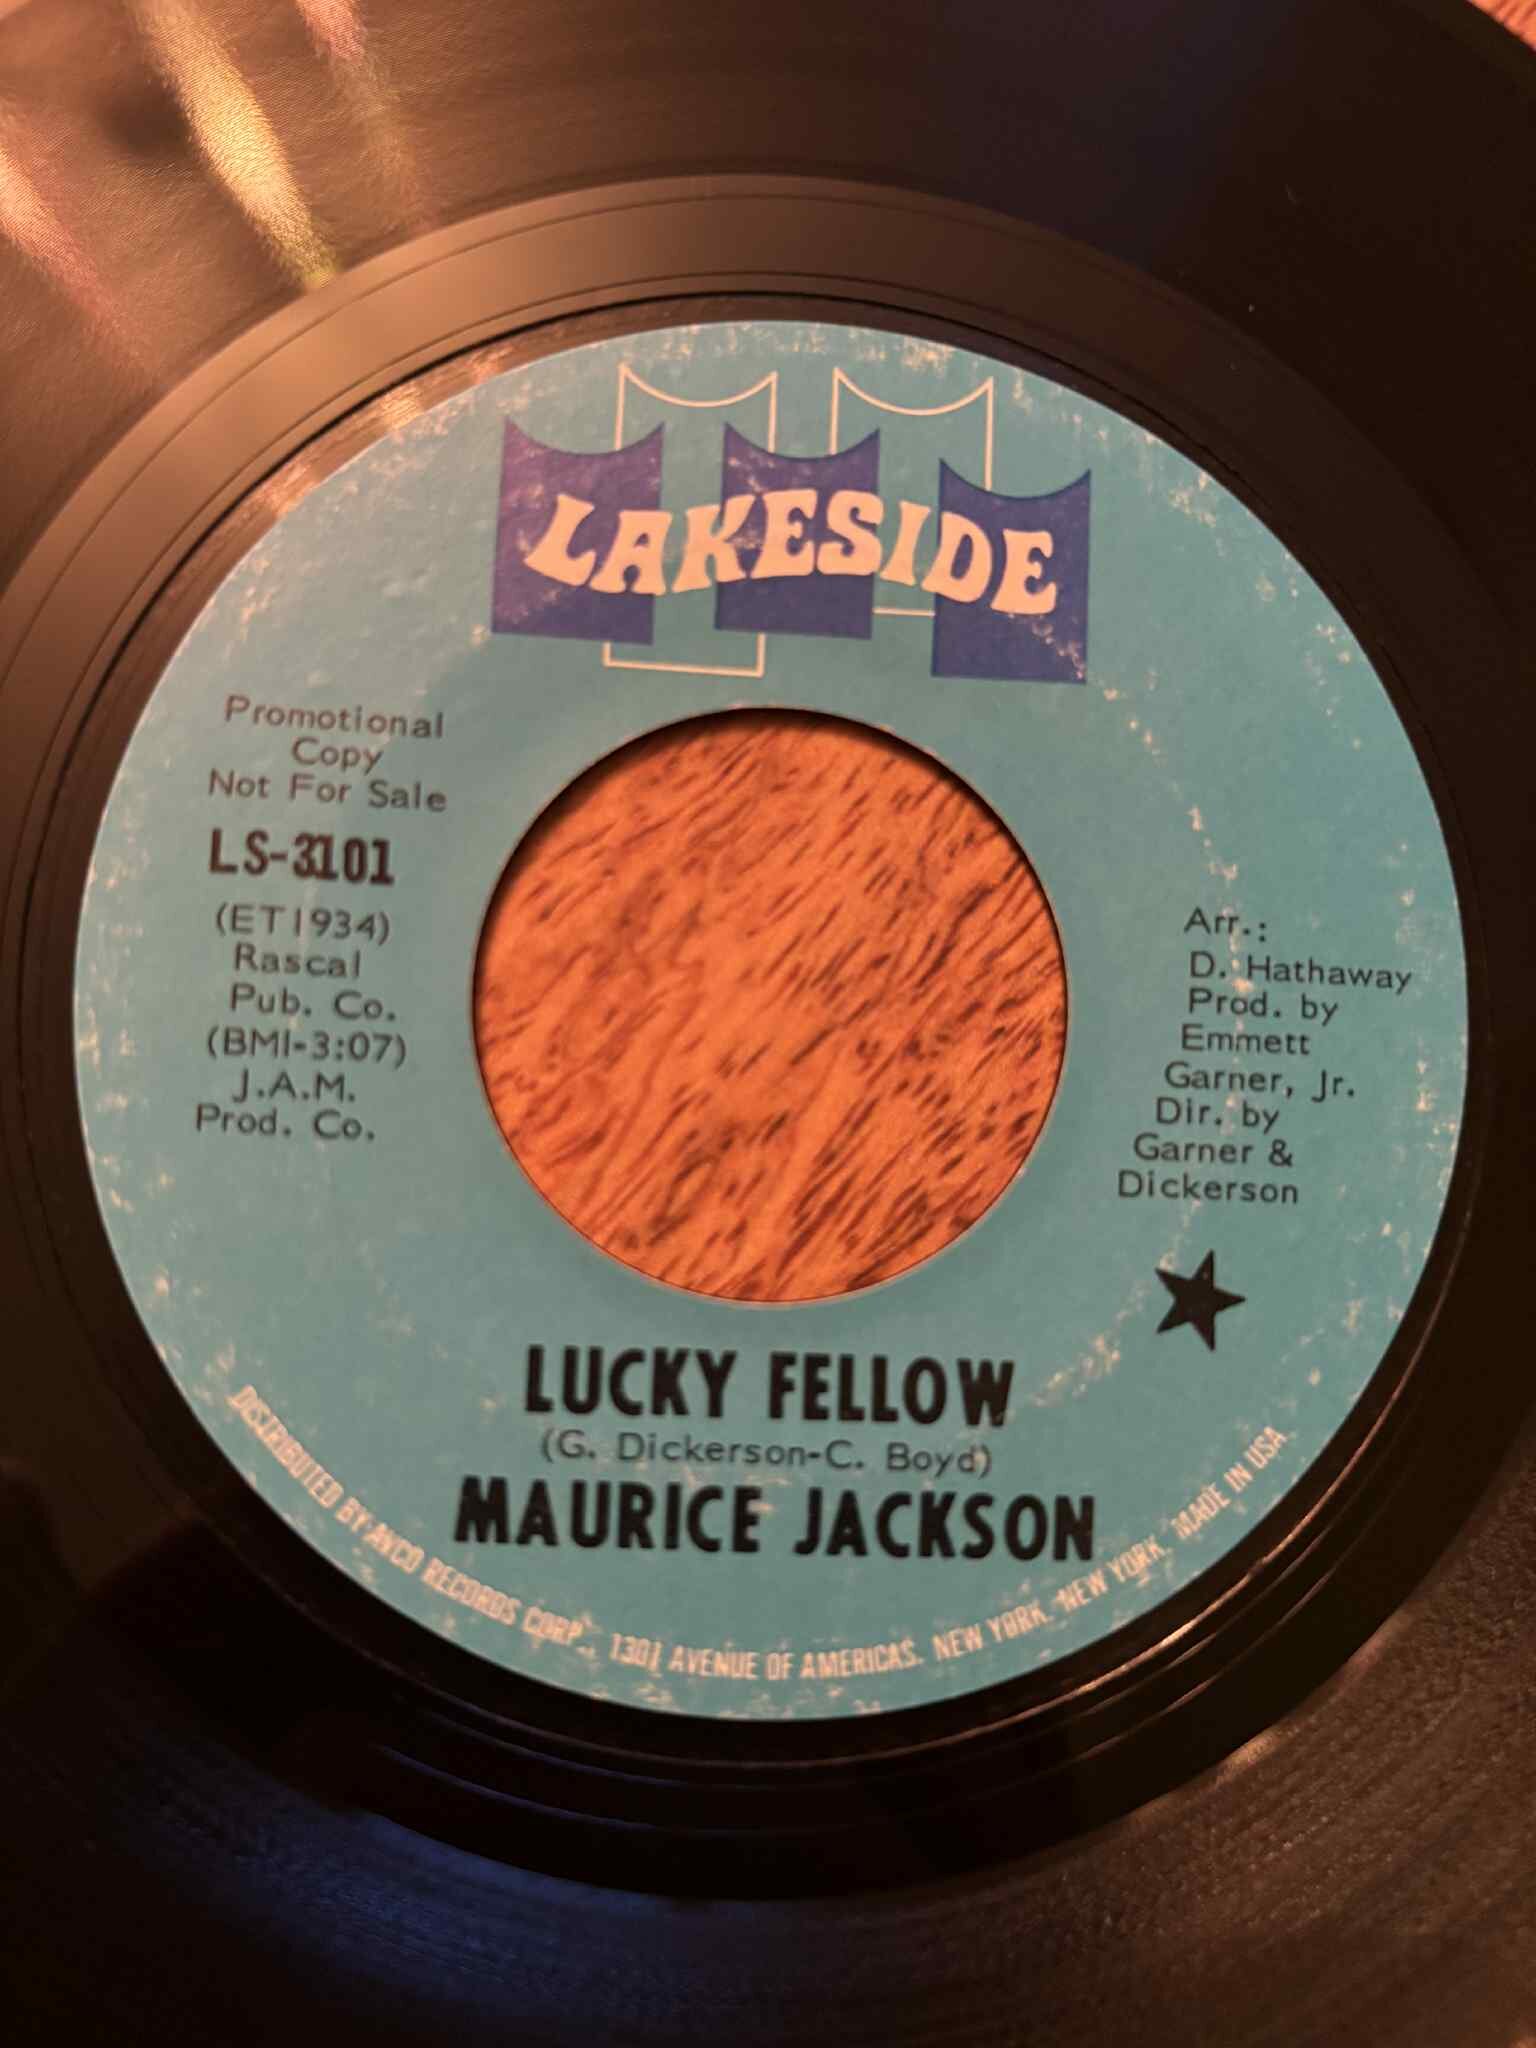 LAKESIDE
Promotional
Copy
Not For Sale
LS-3101
(ET1934)
Rascal
Pub. Co.
(BMI-3:07)
J.A.M.
Prod. Co.
Arr.:
D. Hathaway
Prod. by
Emmett
Garner, Jr.
Dir. by
Garner &
Dickerson
LUCKY FELLOW
(G. Dickerson-C. Boyd)
MAURICE JACKSON
DISTRIBUTED BY AVCO RECORDS CORP., 1301 AVENUE OF AMERICAS, NEW YORK, NEW YORK. MADE IN USA